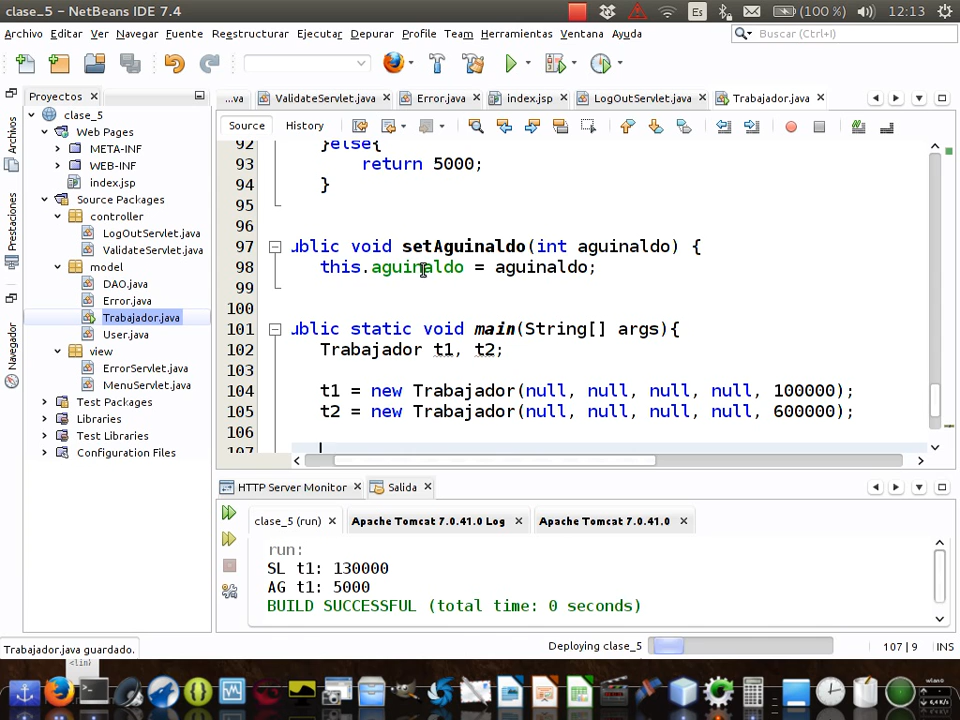 clase_5 - NetBeans IDE 7.4
Es
(100 %)
12:13
Archivo Editar Ver Navegar Fuente Reestructurar Ejecutar Depurar Profile Team Herramientas Ventana Ayuda
Buscar (Ctrl+I)
Proyectos
...va
ValidateServlet.java
Error.java
index.jsp
LogOutServlet.java
Trabajador.java
Source
History
Archivos
Prestaciones
Navegador
clase_5
Web Pages
META-INF
WEB-INF
index.jsp
Source Packages
controller
LogOutServlet.java
ValidateServlet.java
model
DAO.java
Error.java
Trabajador.java
User.java
view
ErrorServlet.java
MenuServlet.java
Test Packages
Libraries
Test Libraries
Configuration Files
92 }else{
93 return 5000;
94 }
95
96
97 ublic void setAguinaldo(int aguinaldo) {
98 this.aguinaldo = aguinaldo;
99
100
101 ublic static void main(String[] args){
102 Trabajador t1, t2;
103
104 t1 = new Trabajador(null, null, null, null, 100000);
105 t2 = new Trabajador(null, null, null, null, 600000);
106
107
HTTP Server Monitor
Salida
clase_5 (run)
Apache Tomcat 7.0.41.0 Log
Apache Tomcat 7.0.41.0
run:
SL t1: 130000
AG t1: 5000
BUILD SUCCESSFUL (total time: 0 seconds)
Trabajador.java guardado.
Deploying clase_5
107 | 9
INS
<lin>
wlan0